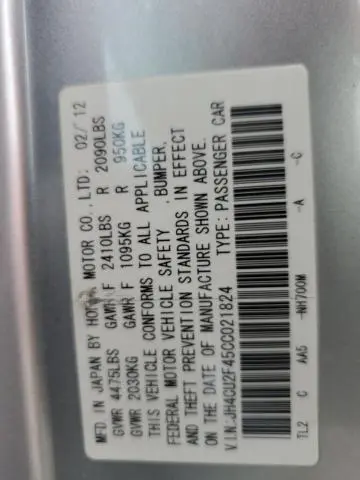 MFD IN JAPAN BY HONDA MOTOR CO.,LTD: 02/12
GVWR 4475LBS GAWR F 2410LBS R 2090LBS
GVWR 2030KG GAWR F 1095KG R 950KG
THIS VEHICLE CONFORMS TO ALL APPLICABLE
FEDERAL MOTOR VEHICLE SAFETY, BUMPER,
AND THEFT PREVENTION STANDARDS IN EFFECT
ON THE DATE OF MANUFACTURE SHOWN ABOVE.
V.I.N:JH4CU2F45CC021824 TYPE: PASSENGER CAR
TL2 C AA5 -NH700M -A -C